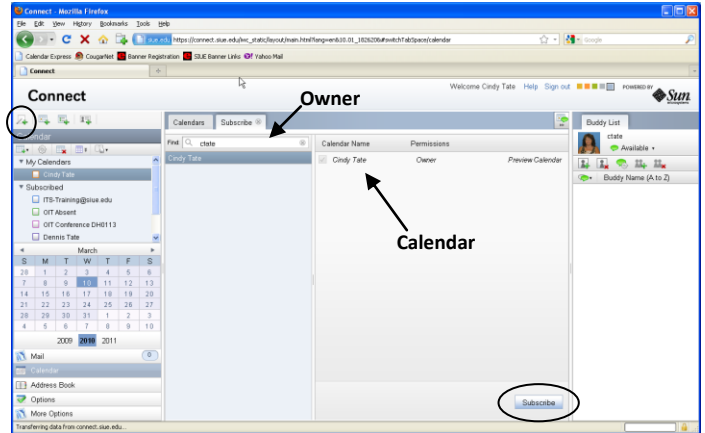 Connect - Mozilla Firefox
File Edit View History Bookmarks Tools Help
siue.edu https://connect.siue.edu/iwc_static/layout/main.html?lang=en&10.01_1826206#switchTabSpace/calendar
Google
Calendar Express CougarNet Banner Registration SIUE Banner Links Yahoo Mail
Connect
Connect
Welcome Cindy Tate Help Sign out
POWERED BY
Sun
microsystems
Owner
Calendar
Calendars Subscribe
Buddy List
Find ctate
Calendar Name Permissions
ctate
Available
Cindy Tate
Cindy Tate Owner Preview Calendar
Buddy Name (A to Z)
My Calendars
Cindy Tate
Subscribed
ITS-Training@siue.edu
OIT Absent
OIT Conference DH0113
Dennis Tate
Calendar
March
S M T W T F S
28 1 2 3 4 5 6
7 8 9 10 11 12 13
14 15 16 17 18 19 20
21 22 23 24 25 26 27
28 29 30 31 1 2 3
4 5 6 7 8 9 10
2009 2010 2011
Mail 0
Calendar
Address Book
Options
More Options
Subscribe
Transferring data from connect.siue.edu...